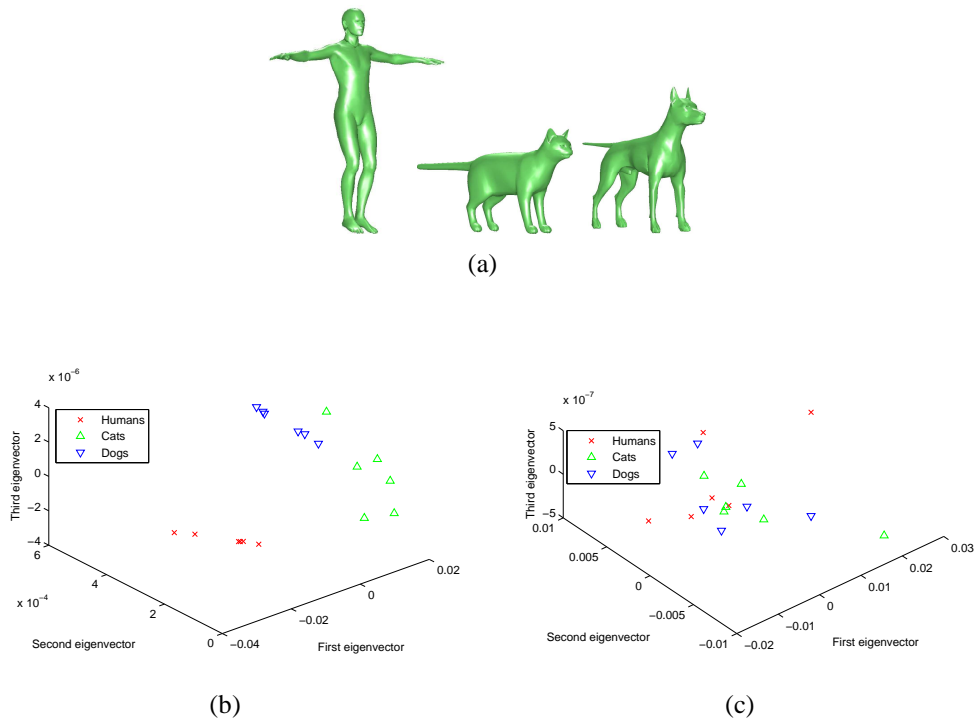 (a)
x 10⁻⁶
4
2
0
−2
−4
Third eigenvector
Humans
Cats
Dogs
6
4
2
0
x 10⁻⁴
Second eigenvector
−0.04
−0.02
0
0.02
First eigenvector
(b)
x 10⁻⁷
5
0
−5
Third eigenvector
Humans
Cats
Dogs
0.01
0.005
0
−0.005
−0.01
Second eigenvector
−0.02
−0.01
0
0.01
0.02
0.03
First eigenvector
(c)